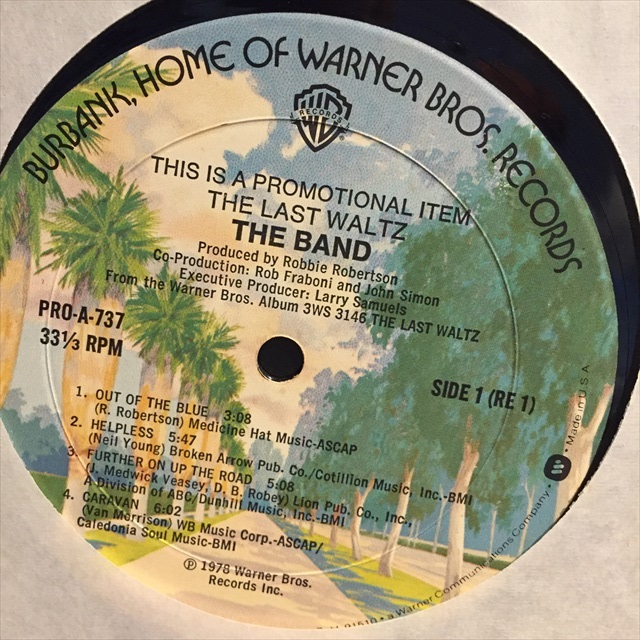 BURBANK, HOME OF WARNER BROS. RECORDS
RECORDS
THIS IS A PROMOTIONAL ITEM
THE LAST WALTZ
THE BAND
Produced by Robbie Robertson
Co-Production: Rob Fraboni and John Simon
Executive Producer: Larry Samuels
From the Warner Bros. Album 3WS 3146 THE LAST WALTZ
PRO-A-737
33⅓ RPM
SIDE 1 (RE 1)
1. OUT OF THE BLUE 3:08
(R. Robertson) Medicine Hat Music-ASCAP
2. HELPLESS 5:47
(Neil Young) Broken Arrow Pub. Co./Cotillion Music, Inc.-BMI
3. FURTHER ON UP THE ROAD 5:08
(J. Medwick Veasey, D. B. Robey) Lion Pub. Co., Inc.,
A Division of ABC/Dunhill Music, Inc.-BMI
4. CARAVAN 6:02
(Van Morrison) WB Music Corp.-ASCAP/
Caledonia Soul Music-BMI
℗ 1978 Warner Bros.
Records Inc.
a Warner Communications Company • Made in U.S.A.